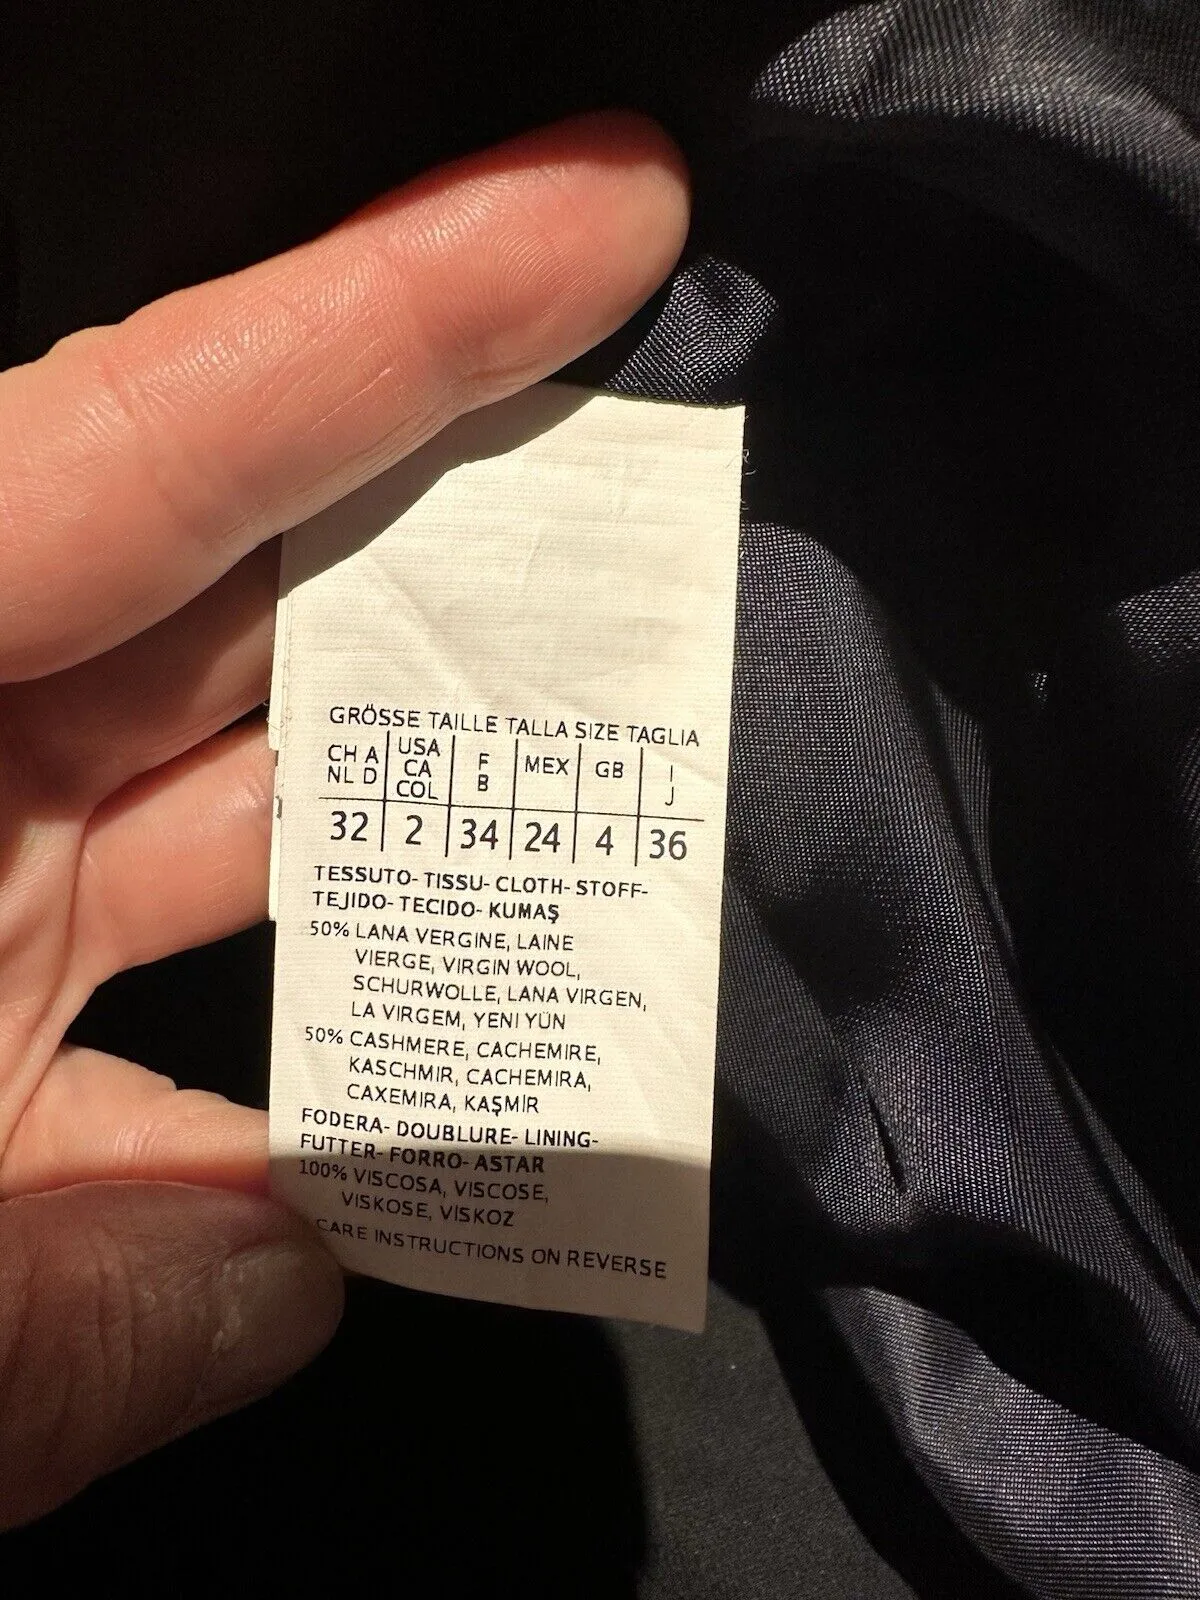 GRÖSSE TAILLE TALLA SIZE TAGLIA
CH A NL D USA CA COL F B MEX GB I J
32 2 34 24 4 36
TESSUTO- TISSU- CLOTH- STOFF-
TEJIDO- TECIDO- KUMAŞ
50% LANA VERGINE, LAINE
VIERGE, VIRGIN WOOL,
SCHURWOLLE, LANA VIRGEN,
LA VIRGEM, YENI YÜN
50% CASHMERE, CACHEMIRE,
KASCHMIR, CACHEMIRA,
CAXEMIRA, KAŞMİR
FODERA- DOUBLURE- LINING-
FUTTER- FORRO- ASTAR
100% VISCOSA, VISCOSE,
VISKOSE, VISKOZ
CARE INSTRUCTIONS ON REVERSE